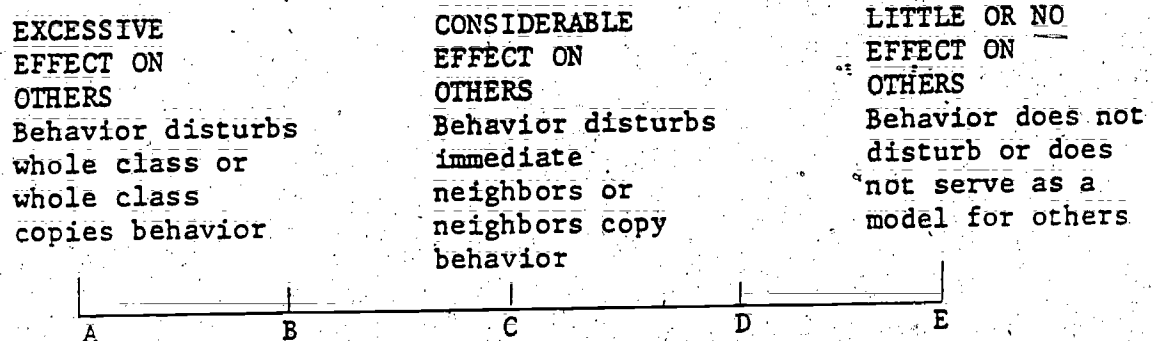 EXCESSIVE
EFFECT ON
OTHERS
Behavior disturbs
whole class or
whole class
copies behavior
CONSIDERABLE
EFFECT ON
OTHERS
Behavior disturbs
immediate
neighbors or
neighbors copy
behavior
LITTLE OR NO
EFFECT ON
OTHERS
Behavior does not
disturb or does
not serve as a
model for others
A B C D E